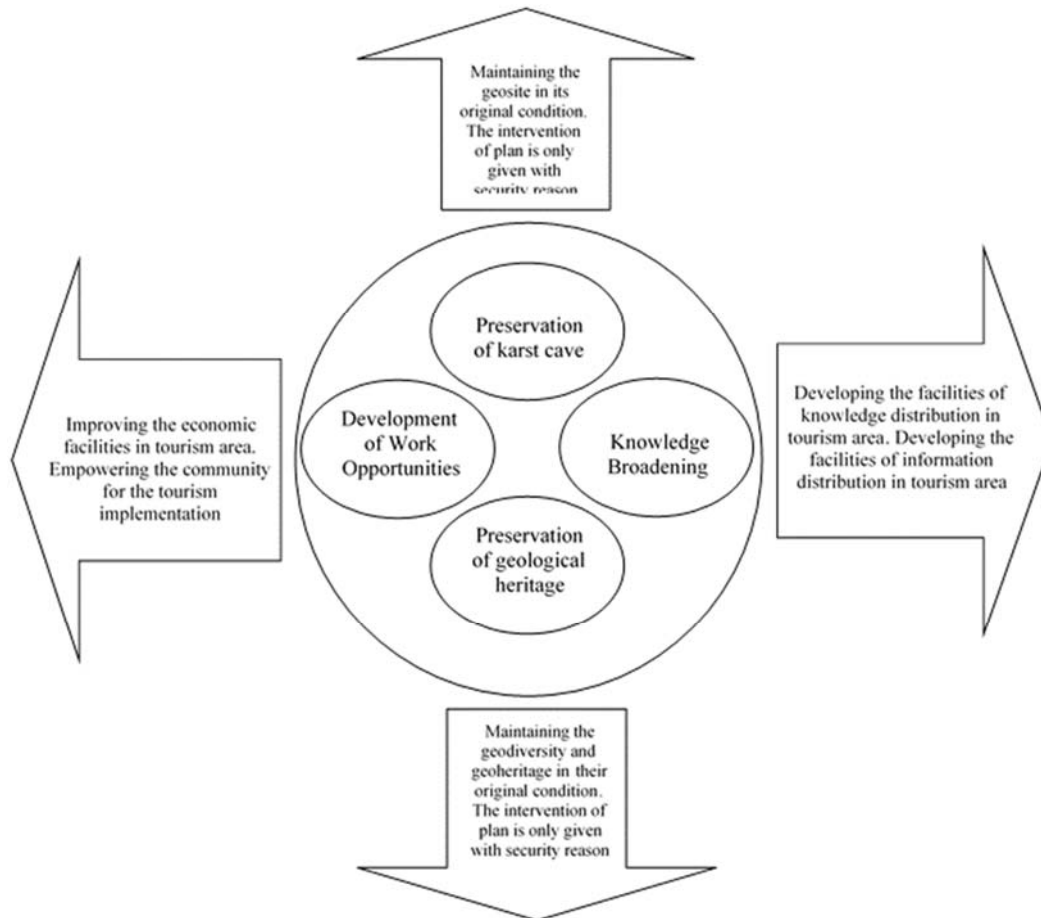 Maintaining the
geosite in its
original condition.
The intervention
of plan is only
given with
security reason
Preservation
of karst cave
Improving the economic
facilities in tourism area.
Empowering the community
for the tourism
implementation
Development
of Work
Opportunities
Knowledge
Broadening
Developing the facilities of
knowledge distribution in
tourism area. Developing the
facilities of information
distribution in tourism area
Preservation
of geological
heritage
Maintaining the
geodiversity and
geoheritage in their
original condition.
The intervention of
plan is only given
with security reason